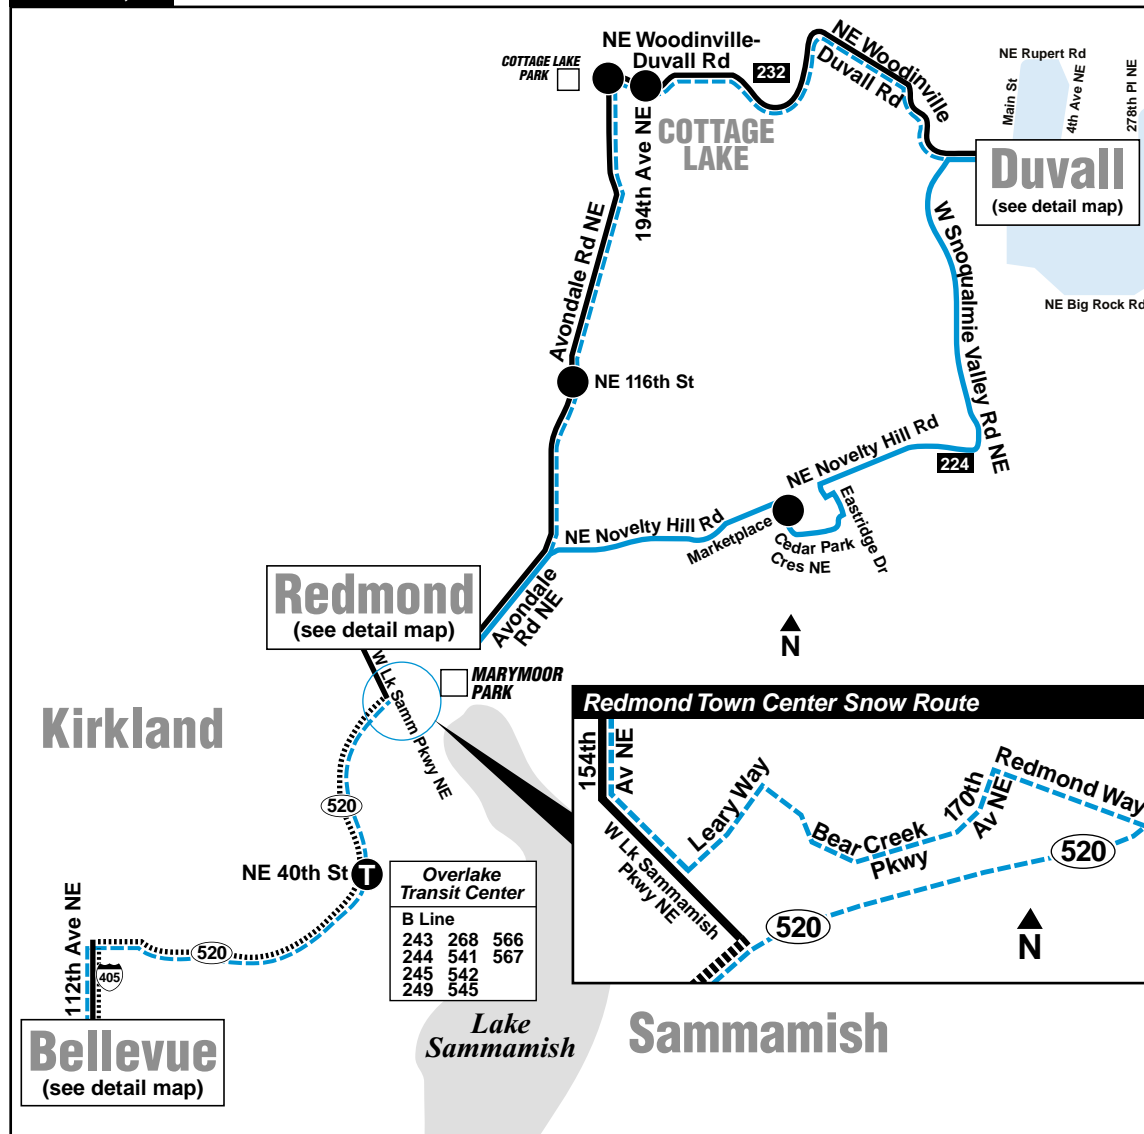 COTTAGE LAKE
PARK
NE Woodinville-
Duvall Rd
232
NE Woodinville
Duvall Rd
COTTAGE
LAKE
194th Ave NE
NE Rupert Rd
Main St
4th Ave NE
278th Pl NE
Duvall
(see detail map)
NE Big Rock Rd
W Snoqualmie Valley Rd NE
Avondale Rd NE
NE 116th St
NE Novelty Hill Rd
224
NE Novelty Hill Rd
Marketplace
Cedar Park
Cres NE
Eastridge Dr
Avondale
Rd NE
Redmond
(see detail map)
N
W Lk Samm Pkwy NE
MARYMOOR
PARK
Kirkland
520
NE 40th St
T
Overlake
Transit Center
B Line
243 268 566
244 541 567
245 542
249 545
520
112th Ave NE
405
Bellevue
(see detail map)
Lake
Sammamish
Sammamish
Redmond Town Center Snow Route
154th
Av NE
Leary Way
Bear Creek
Pkwy
170th
Av NE
Redmond Way
W Lk Sammamish
Pkwy NE
520
520
N